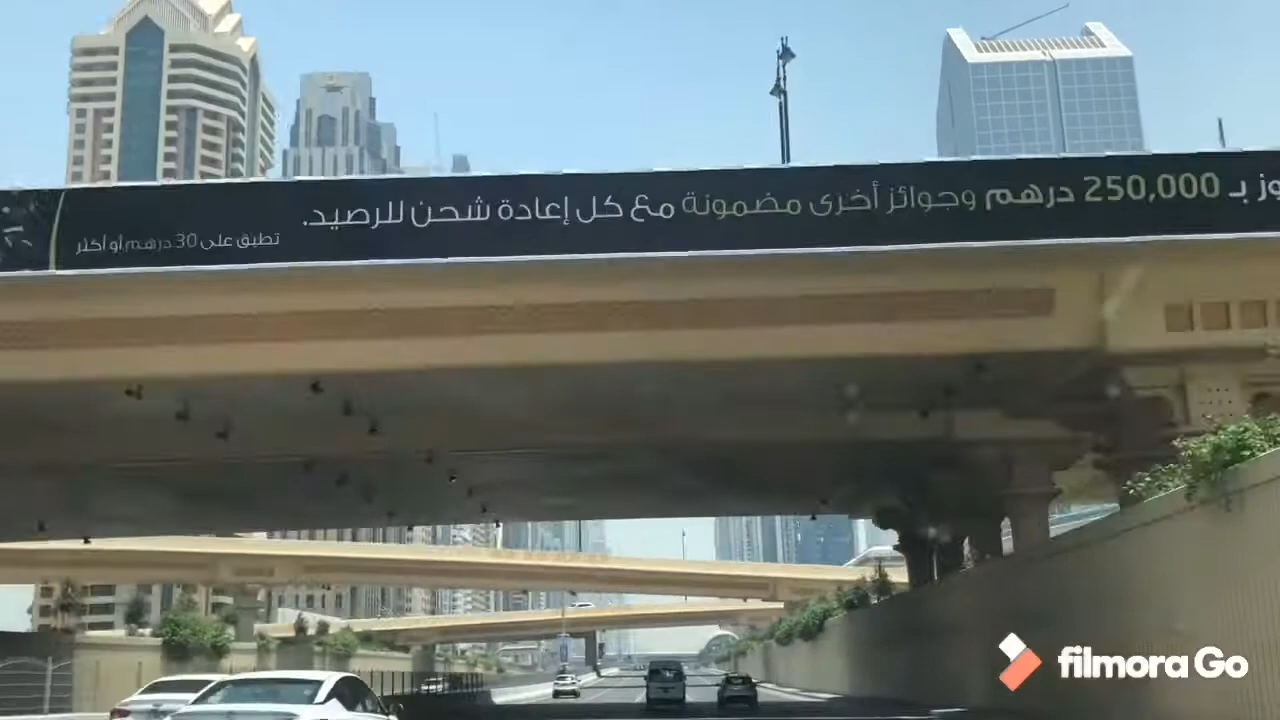 بـ 250,000 درهم وجوائز أخرى مضمونة مع كل إعادة شحن للرصيد.
تطبق على 30 درهم أو أكثر
filmora Go